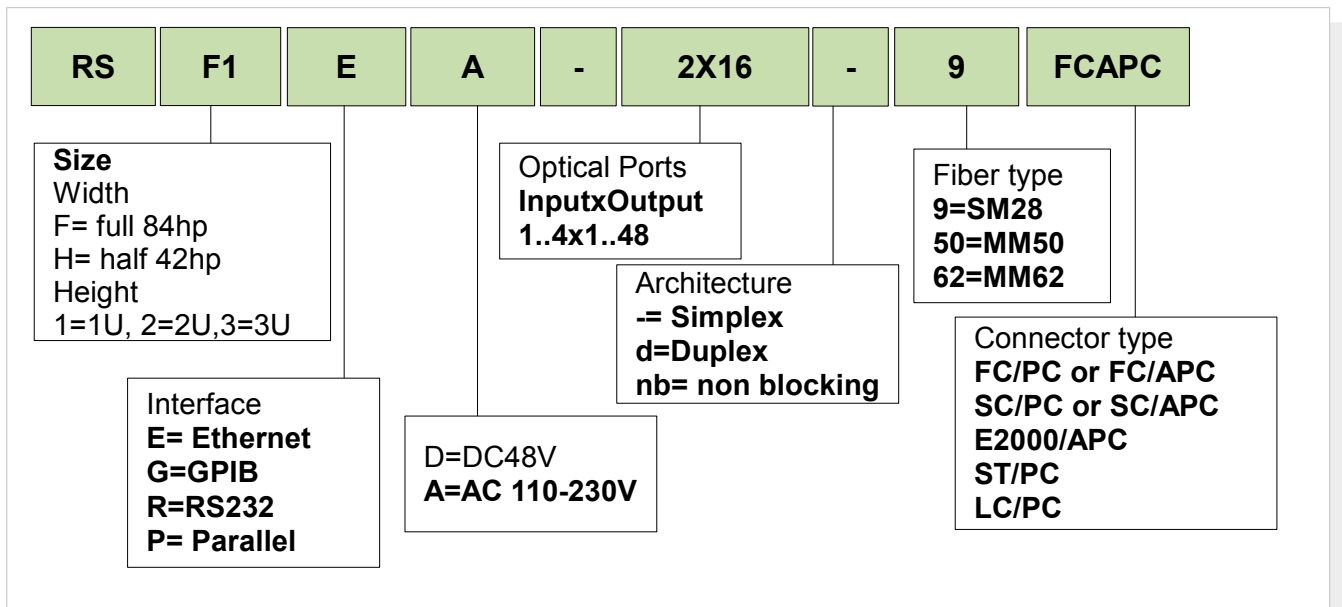 RS F1 E A - 2X16 - 9 FCAPC
Size
Width
F= full 84hp
H= half 42hp
Height
1=1U, 2=2U,3=3U
Interface
E= Ethernet
G=GPIB
R=RS232
P= Parallel
D=DC48V
A=AC 110-230V
Optical Ports
InputxOutput
1..4x1..48
Architecture
-= Simplex
d=Duplex
nb= non blocking
Fiber type
9=SM28
50=MM50
62=MM62
Connector type
FC/PC or FC/APC
SC/PC or SC/APC
E2000/APC
ST/PC
LC/PC